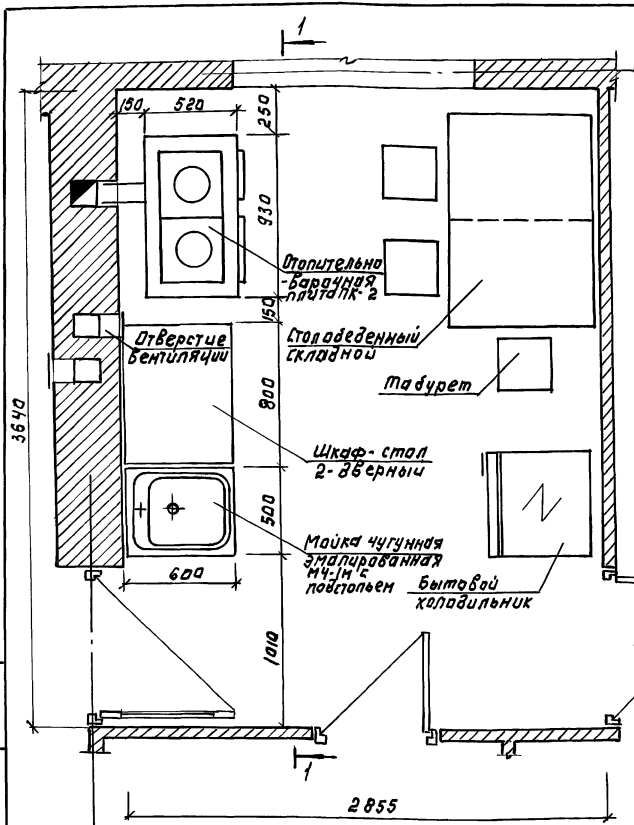 1
150
520
250
930
Отопительно
-варочная
плита пк-2
150
Отверстие
вентиляции
Стол обеденный
складной
Табурет
3640
800
Шкаф-стол
2-дверный
500
Мойка чугунная
эмалированная
МЧ-1М с
подстольем
600
Бытовой
холодильник
1010
1
2855